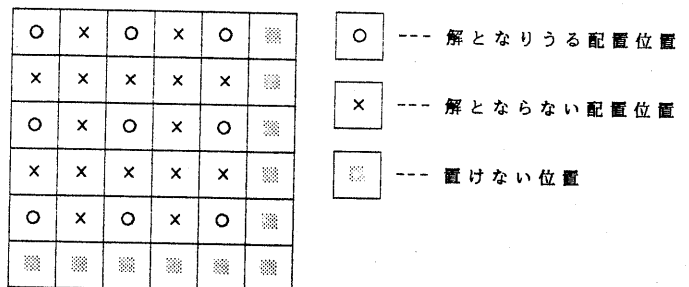 ○ × ○ × ○
× × × × ×
○ × ○ × ○
× × × × ×
○ × ○ × ○
○ --- 解となりうる配置位置
× --- 解とならない配置位置
--- 置けない位置